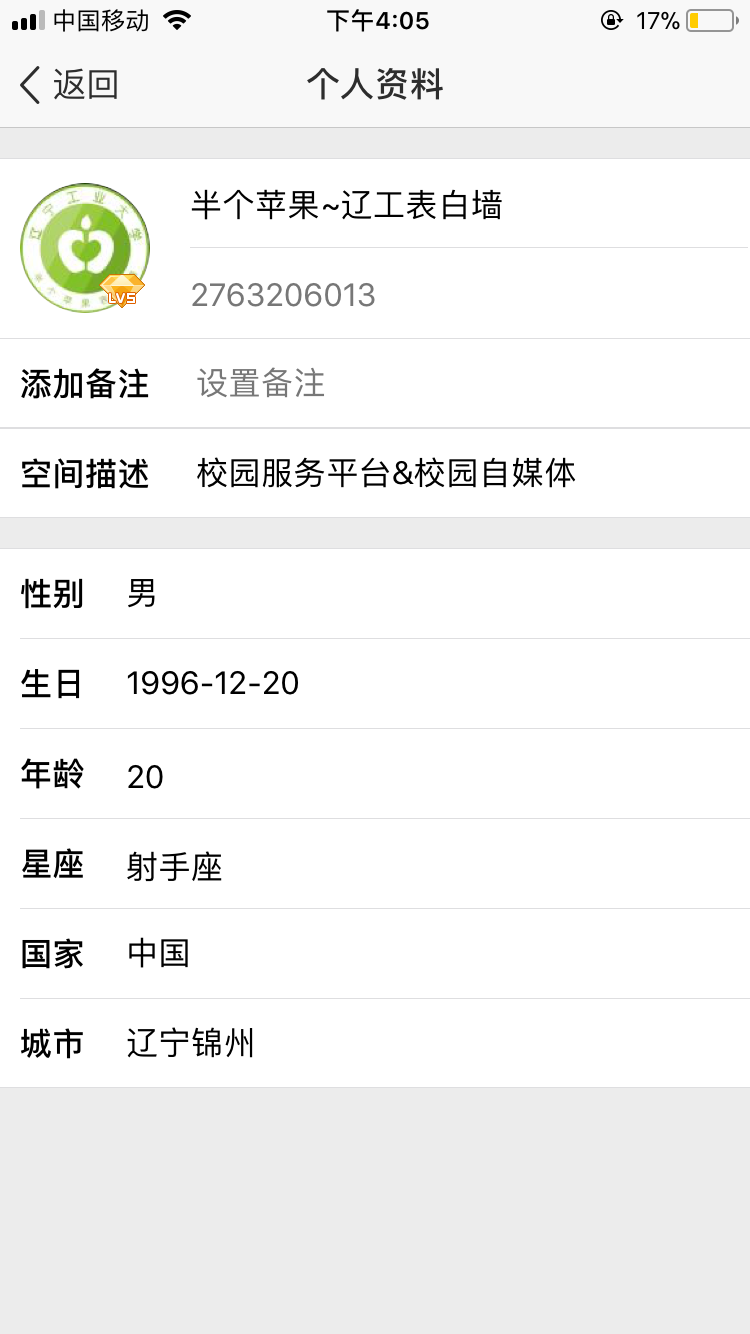 中国移动 下午4:05 17%
返回 个人资料
辽宁工业大学
半个苹果~辽工表白墙
LV5
2763206013
添加备注 设置备注
空间描述 校园服务平台&校园自媒体
性别 男
生日 1996-12-20
年龄 20
星座 射手座
国家 中国
城市 辽宁锦州